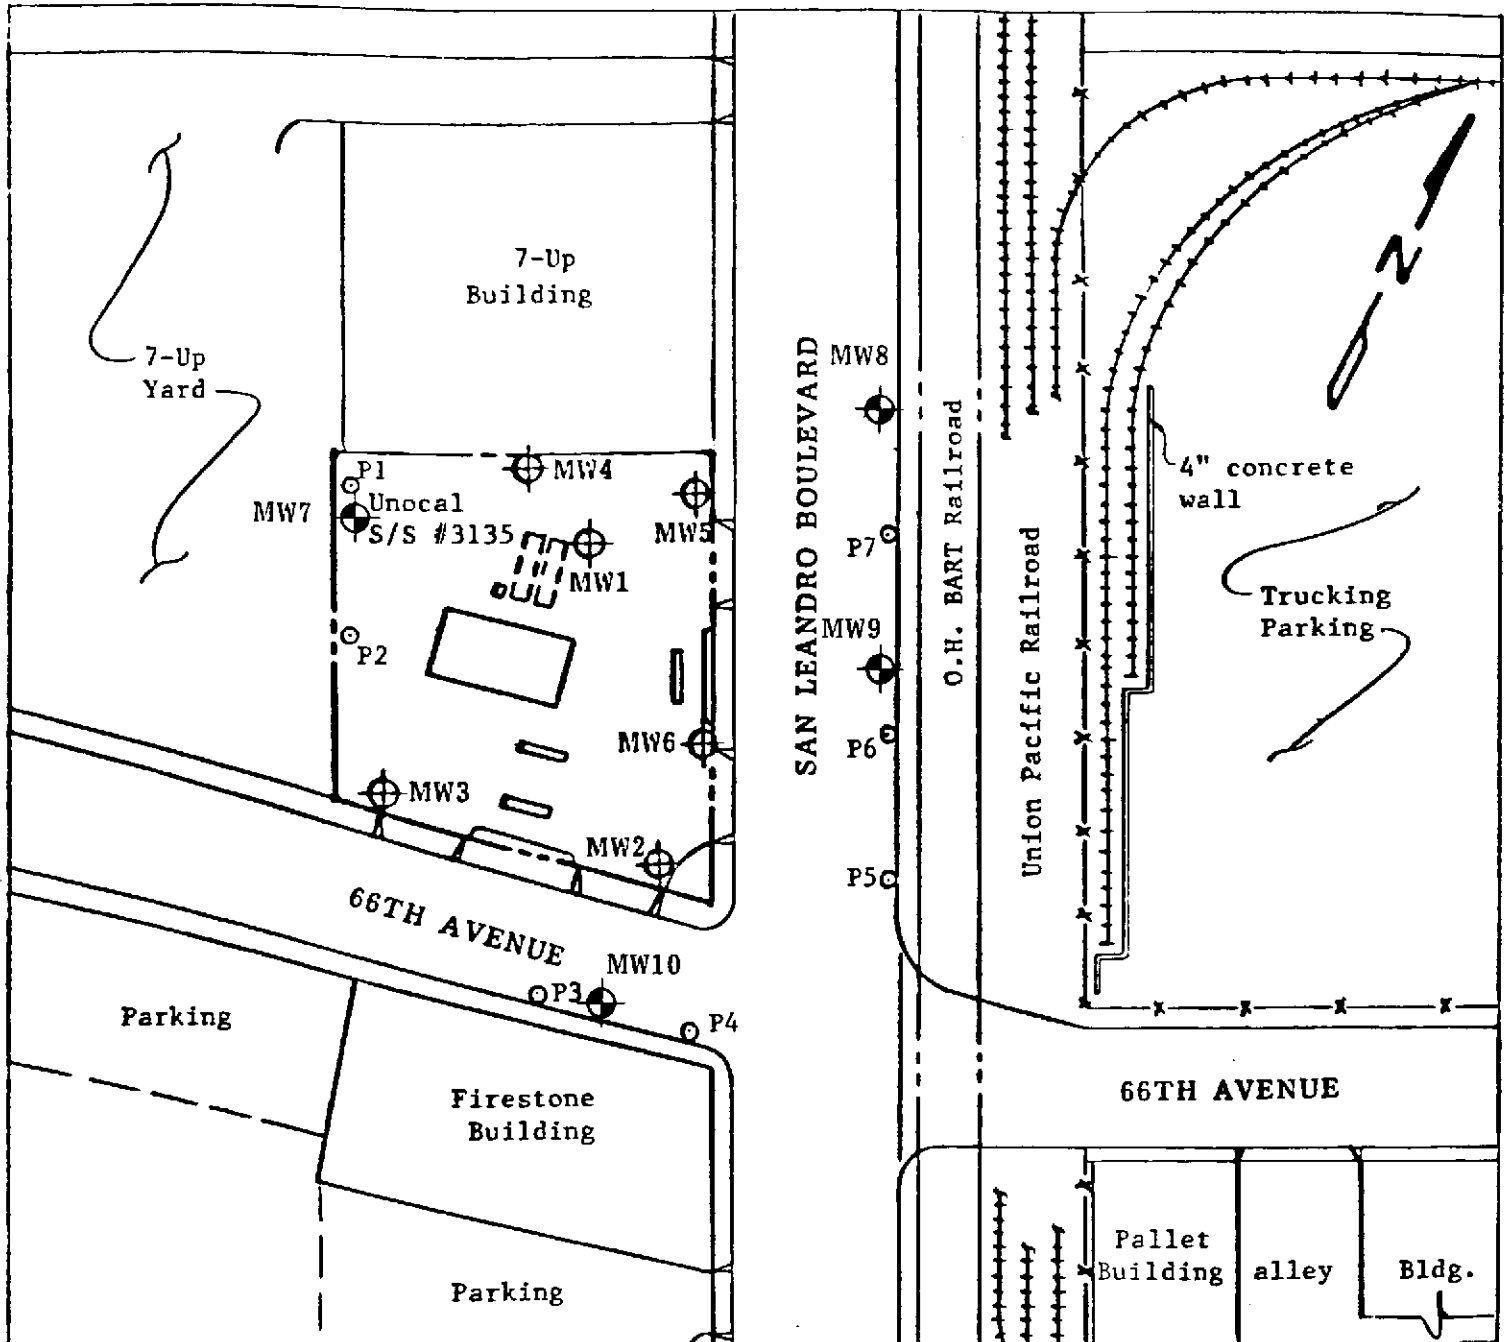 7-Up
Building
7-Up
Yard
N
MW8
SAN LEANDRO BOULEVARD
O.H. BART Railroad
Union Pacific Railroad
4" concrete
wall
P1
MW4
MW7
Unocal
S/S #3135
MW5
MW1
P7
Trucking
Parking
MW9
P2
MW6
P6
MW3
MW2
P5
66TH AVENUE
MW10
P3
P4
Parking
66TH AVENUE
Firestone
Building
Pallet
Building
alley
Bldg.
Parking